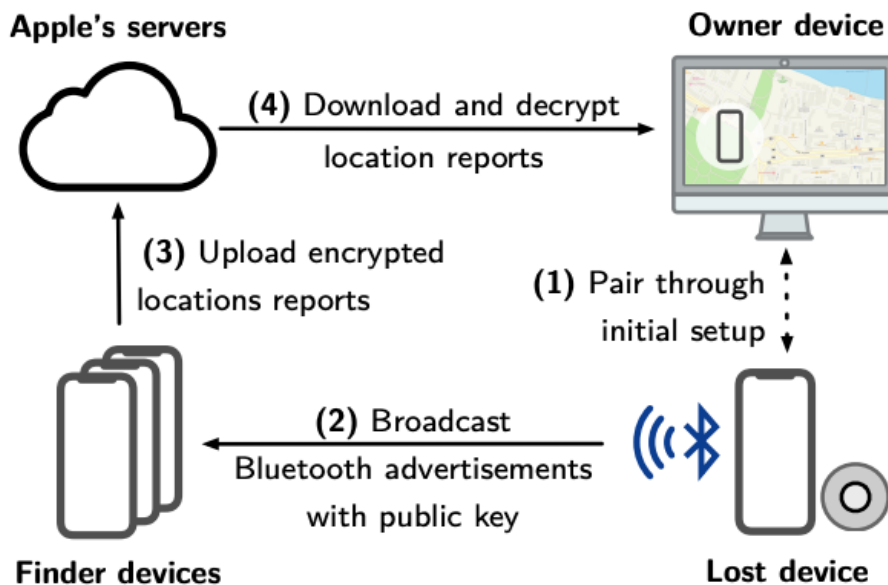 Apple's servers
Owner device
(4) Download and decrypt
location reports
(3) Upload encrypted
locations reports
(1) Pair through
initial setup
(2) Broadcast
Bluetooth advertisements
with public key
Finder devices
Lost device